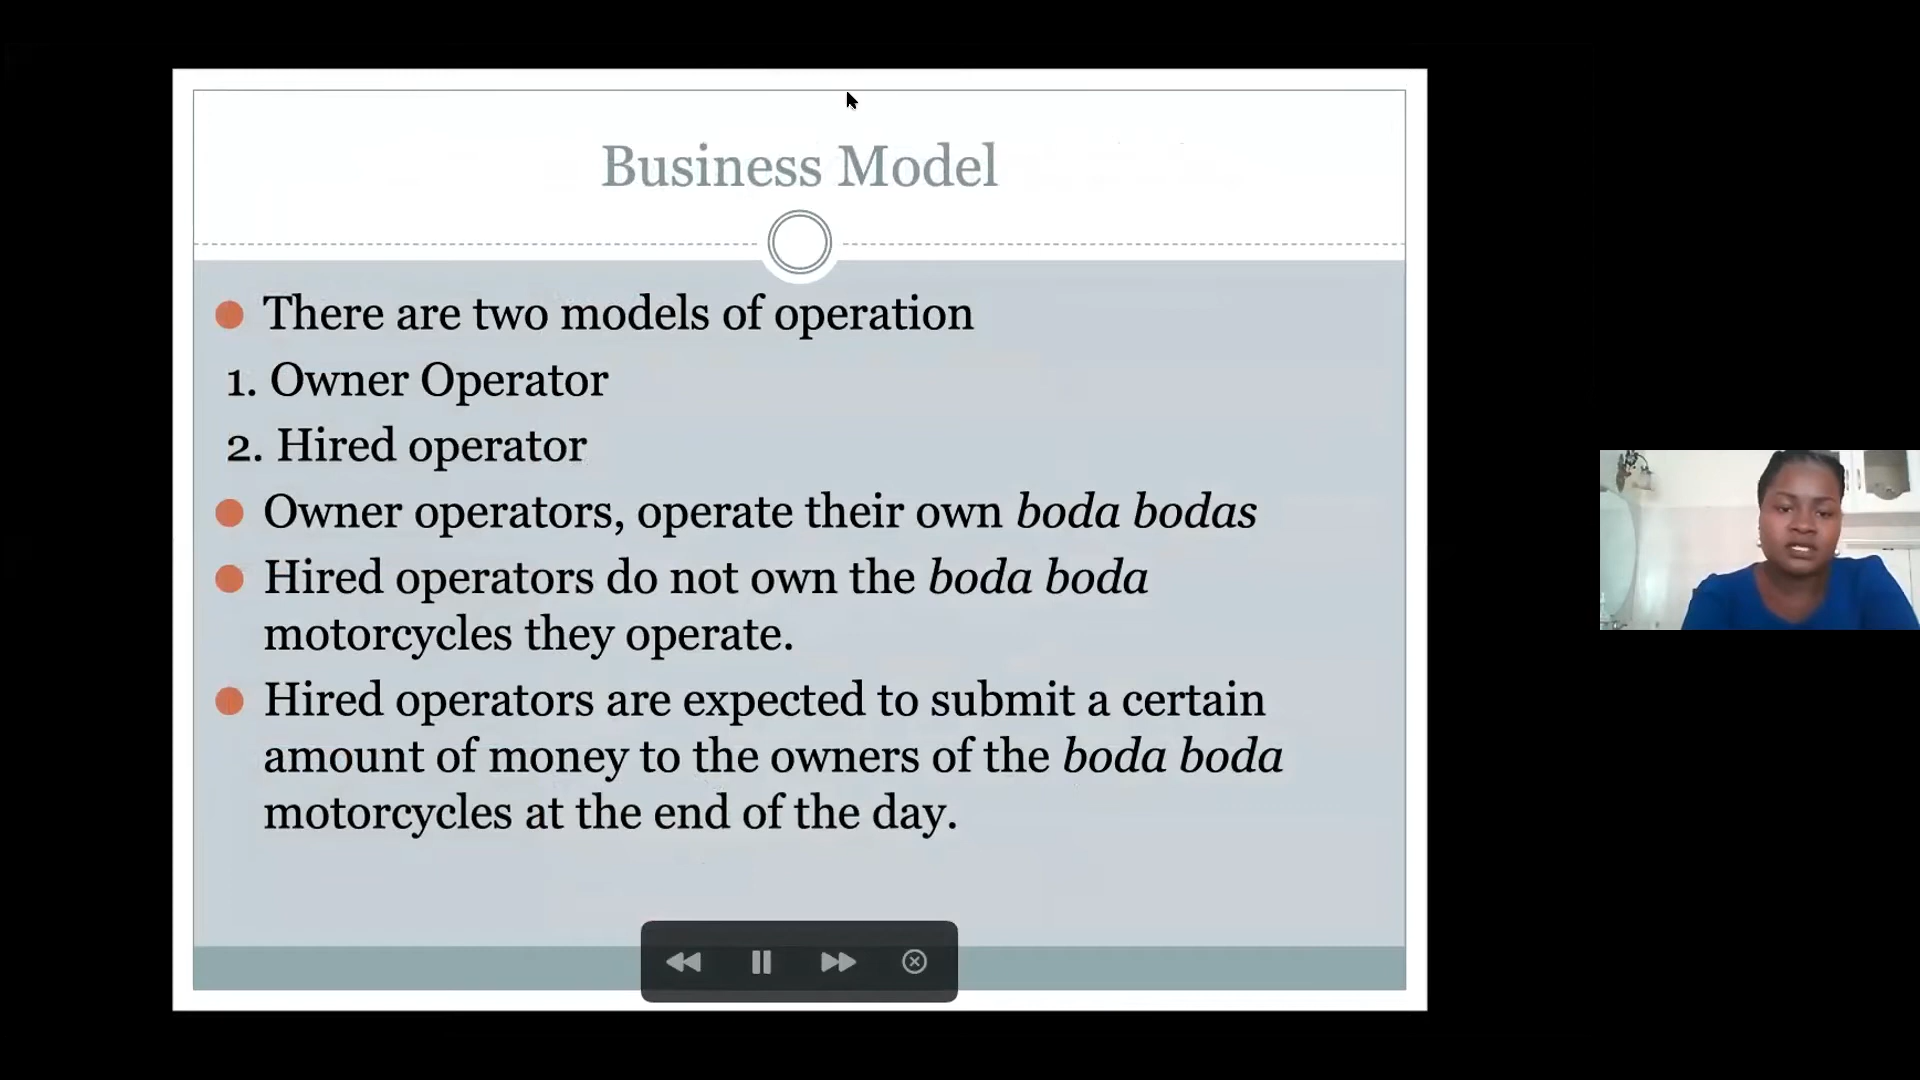 Business Model
There are two models of operation
1. Owner Operator
2. Hired operator
Owner operators, operate their own boda bodas
Hired operators do not own the boda boda
motorcycles they operate.
Hired operators are expected to submit a certain
amount of money to the owners of the boda boda
motorcycles at the end of the day.